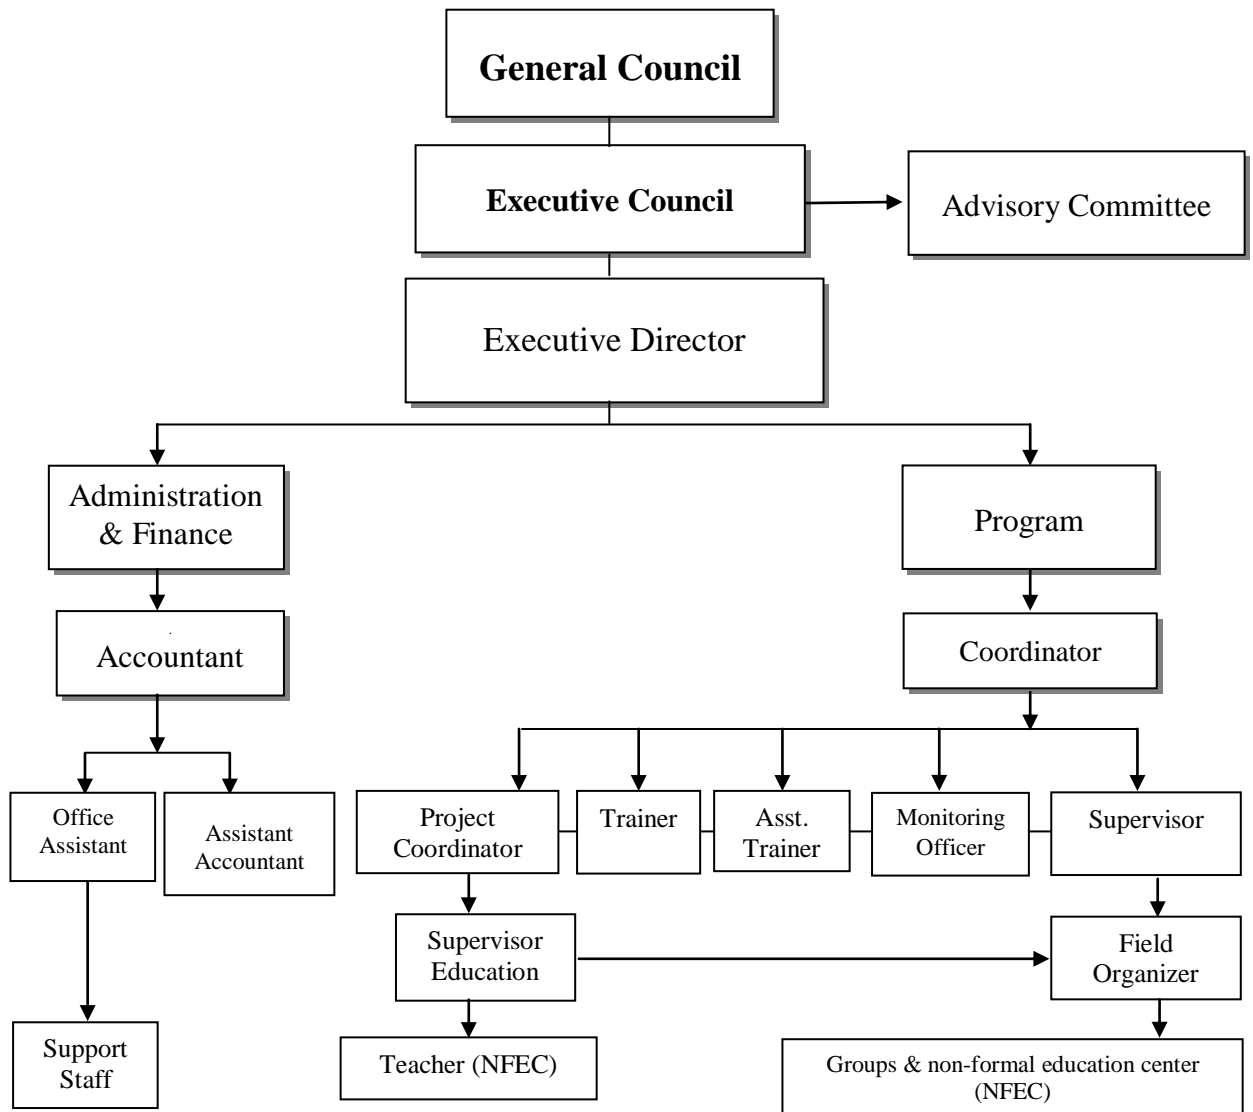 General Council
Executive Council
Advisory Committee
Executive Director
Administration
& Finance
Program
Accountant
Coordinator
Office
Assistant
Assistant
Accountant
Project
Coordinator
Trainer
Asst.
Trainer
Monitoring
Officer
Supervisor
Supervisor
Education
Field
Organizer
Support
Staff
Teacher (NFEC)
Groups & non-formal education center
(NFEC)